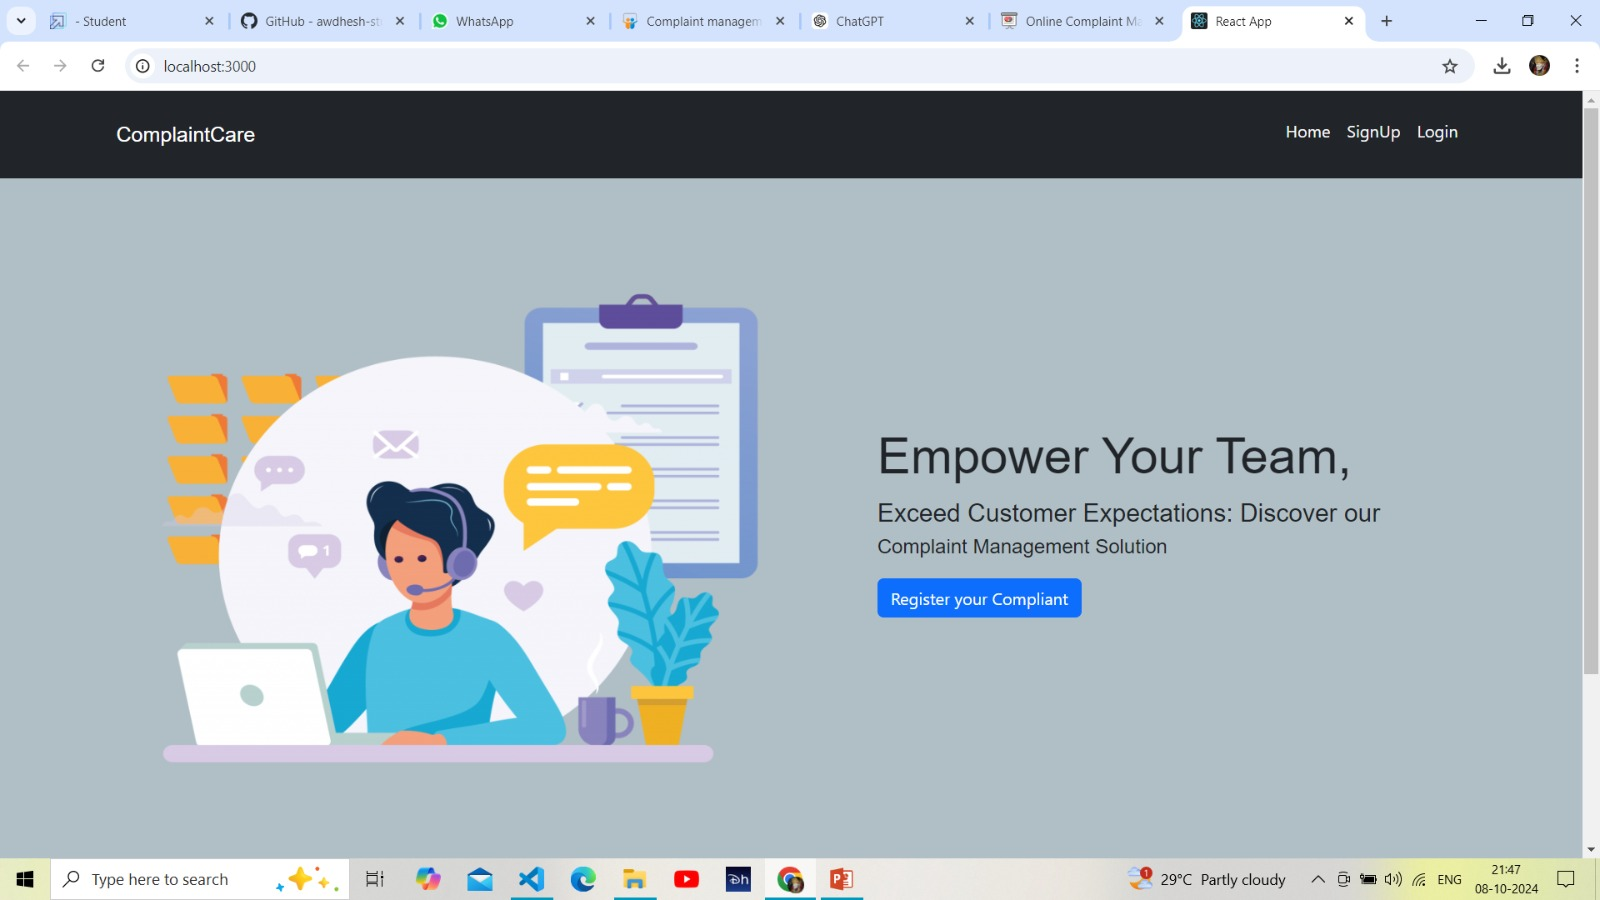 - Student
GitHub - awdhesh-st
WhatsApp
Complaint managem
ChatGPT
Online Complaint Ma
React App
localhost:3000
ComplaintCare
Home SignUp Login
1
Empower Your Team,
Exceed Customer Expectations: Discover our
Complaint Management Solution
Register your Compliant
Type here to search
1
29°C Partly cloudy
ENG
21:47
08-10-2024